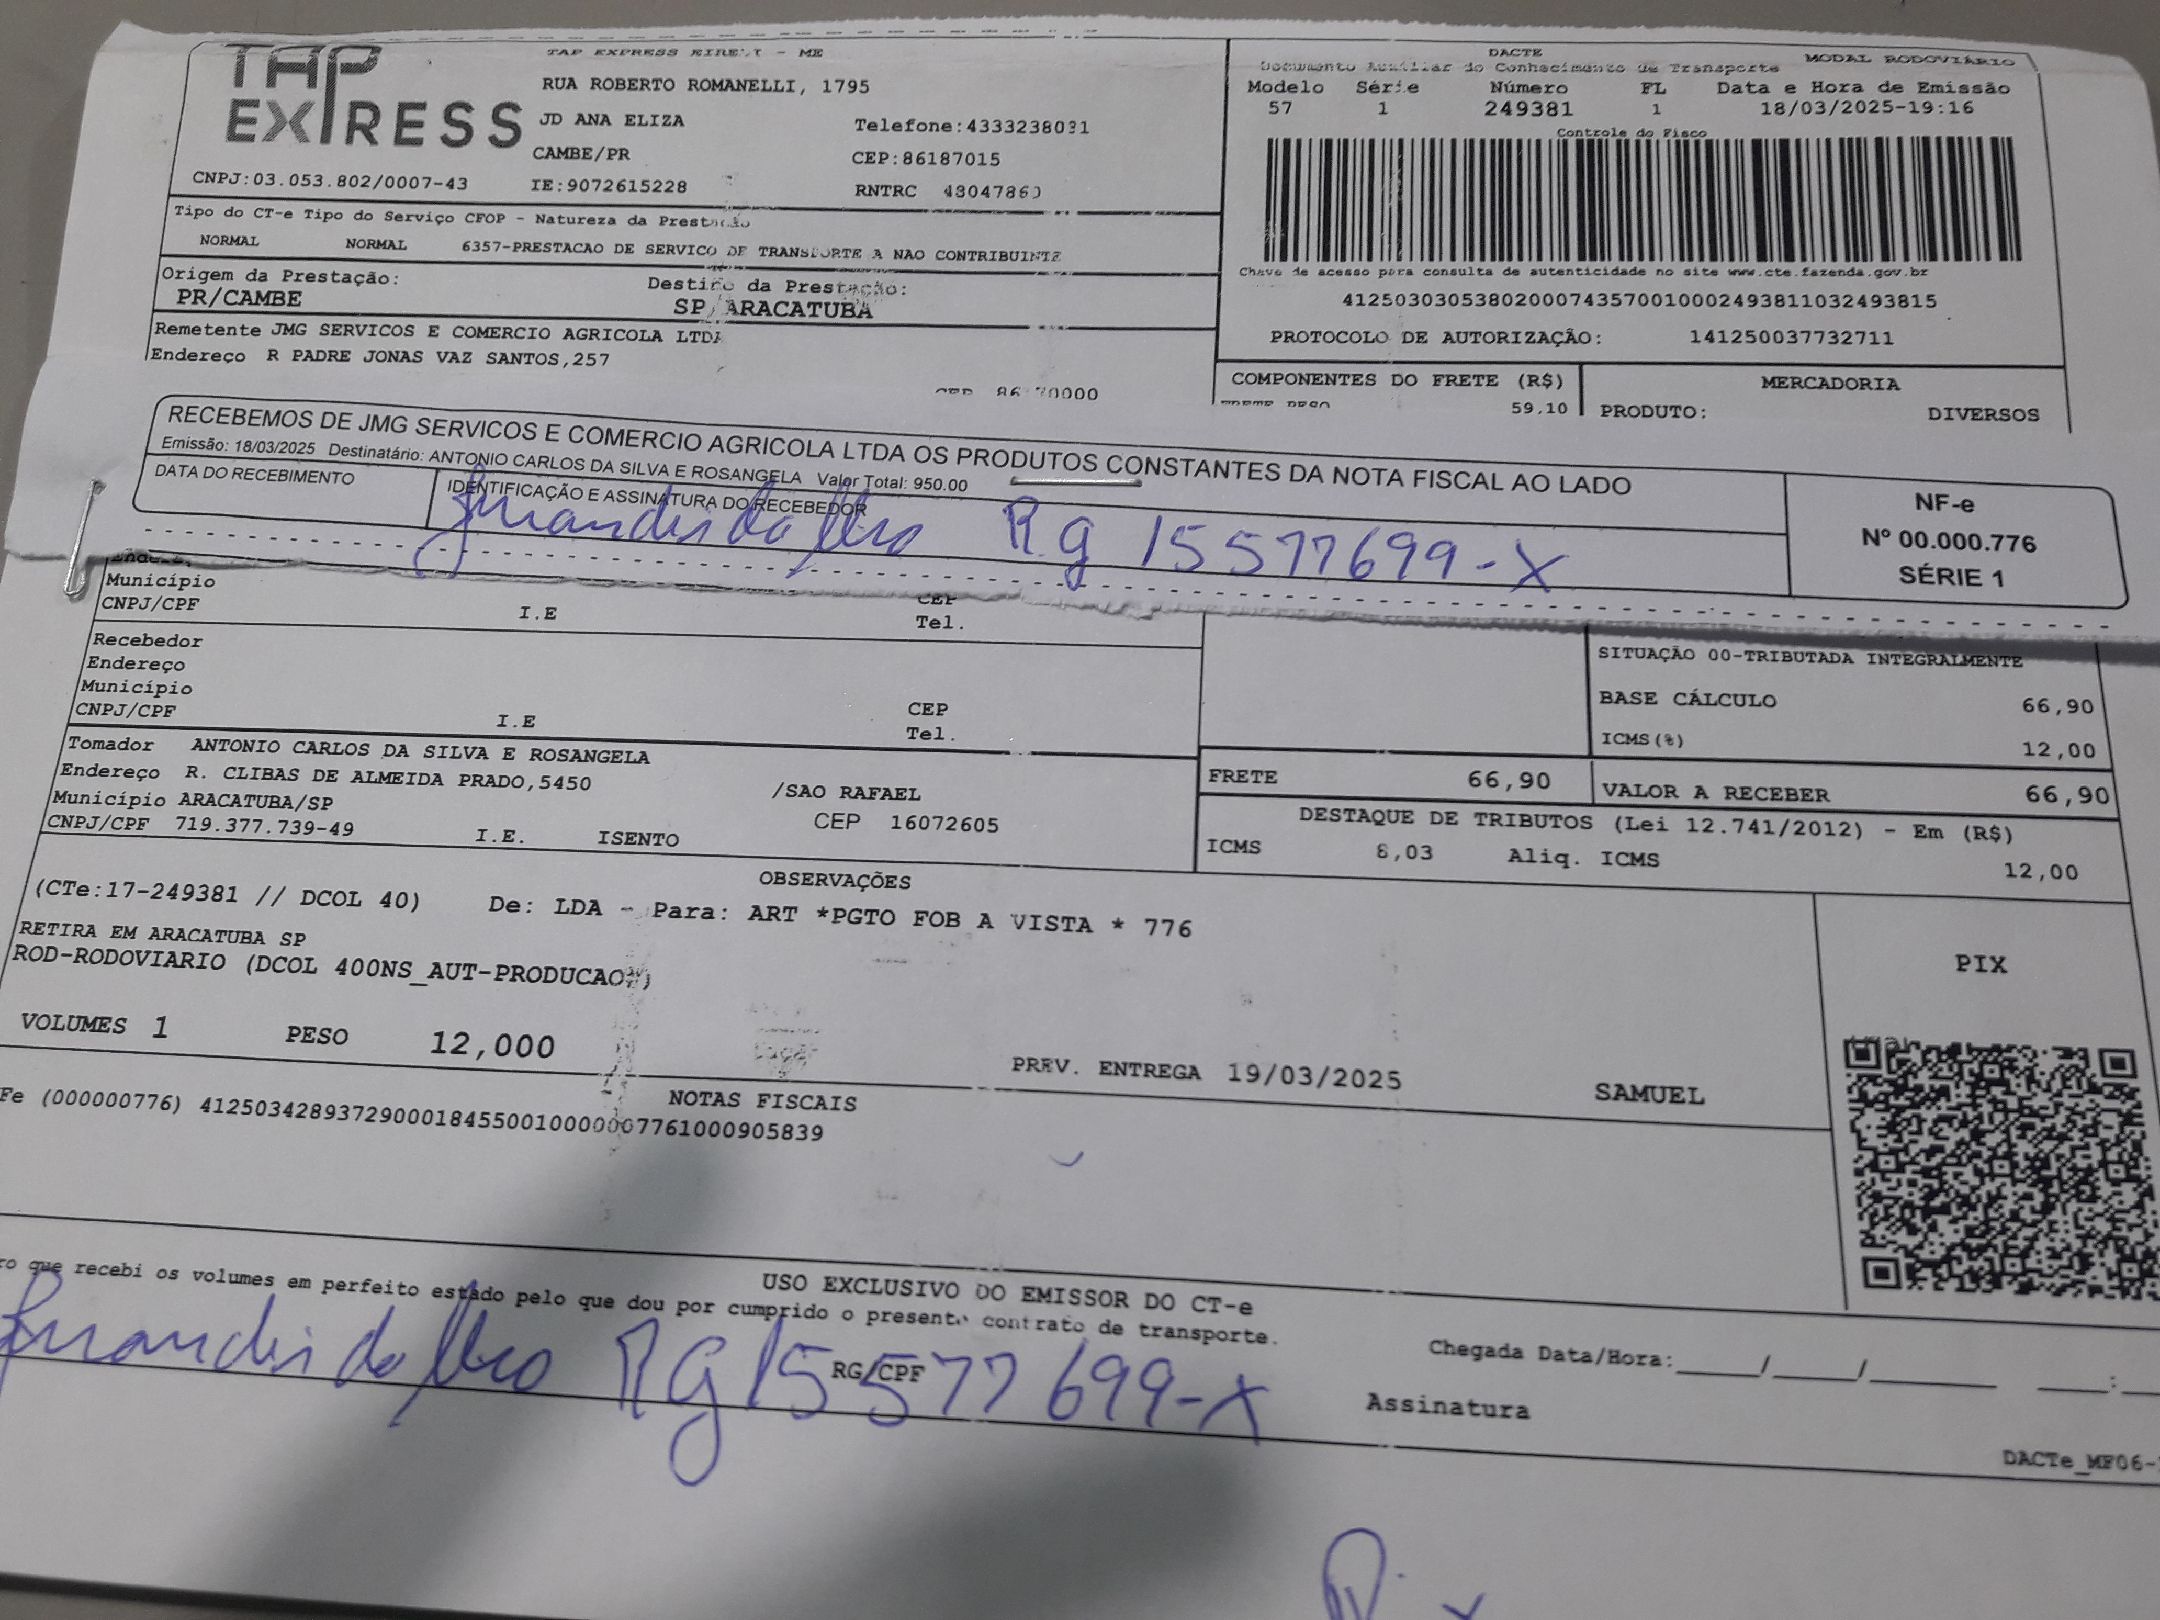 TAP EXPRESS
TAP EXPRESS EIRELI - ME
RUA ROBERTO ROMANELLI, 1795
JD ANA ELIZA
Telefone:4333238031
CAMBE/PR
CEP:86187015
CNPJ:03.053.802/0007-43
IE:9072615228
RNTRC 43047860
DACTE
MODAL RODOVIÁRIO
Documento Auxiliar do Conhecimento de Transporte
Modelo Série Número FL Data e Hora de Emissão
57 1 249381 1 18/03/2025-19:16
Controle do Fisco
Chave de acesso para consulta de autenticidade no site www.cte.fazenda.gov.br
41250303053802000743570010002493811032493815
PROTOCOLO DE AUTORIZAÇÃO: 141250037732711
Tipo do CT-e Tipo do Serviço CFOP - Natureza da Prestação
NORMAL NORMAL 6357-PRESTACAO DE SERVICO DE TRANSPORTE A NAO CONTRIBUINTE
Origem da Prestação: Destino da Prestação:
PR/CAMBE SP/ARACATUBA
Remetente JMG SERVICOS E COMERCIO AGRICOLA LTDA
Endereço R PADRE JONAS VAZ SANTOS,257
COMPONENTES DO FRETE (R$)
FRETE PESO 59,10
MERCADORIA
PRODUTO: DIVERSOS
RECEBEMOS DE JMG SERVICOS E COMERCIO AGRICOLA LTDA OS PRODUTOS CONSTANTES DA NOTA FISCAL AO LADO
Emissão: 18/03/2025 Destinatário: ANTONIO CARLOS DA SILVA E ROSANGELA Valor Total: 950.00
DATA DO RECEBIMENTO
IDENTIFICAÇÃO E ASSINATURA DO RECEBEDOR
Rg 15577699-X
NF-e
Nº 00.000.776
SÉRIE 1
Município CEP
CNPJ/CPF I.E Tel.
Recebedor
Endereço
Município CEP
CNPJ/CPF I.E Tel.
SITUAÇÃO 00-TRIBUTADA INTEGRALMENTE
BASE CÁLCULO 66,90
ICMS(%) 12,00
Tomador ANTONIO CARLOS DA SILVA E ROSANGELA
Endereço R. CLIBAS DE ALMEIDA PRADO,5450 /SAO RAFAEL
Município ARACATUBA/SP CEP 16072605
CNPJ/CPF 719.377.739-49 I.E. ISENTO
FRETE 66,90 VALOR A RECEBER 66,90
DESTAQUE DE TRIBUTOS (Lei 12.741/2012) - Em (R$)
ICMS 8,03 Aliq. ICMS 12,00
OBSERVAÇÕES
(CTe:17-249381 // DCOL 40) De: LDA - Para: ART *PGTO FOB A VISTA * 776
RETIRA EM ARACATUBA SP
ROD-RODOVIARIO (DCOL 400NS_AUT-PRODUCAO*)
VOLUMES 1 PESO 12,000
PREV. ENTREGA 19/03/2025 SAMUEL
PIX
NOTAS FISCAIS
Fe (000000776) 41250342893729000184550010000007761000905839
USO EXCLUSIVO DO EMISSOR DO CT-e
ro que recebi os volumes em perfeito estado pelo que dou por cumprido o presente contrato de transporte.
Rg 15577699-X
RG/CPF
Chegada Data/Hora:_____/_____/_________ _____:
Assinatura
DACTe_MF06-
Pix